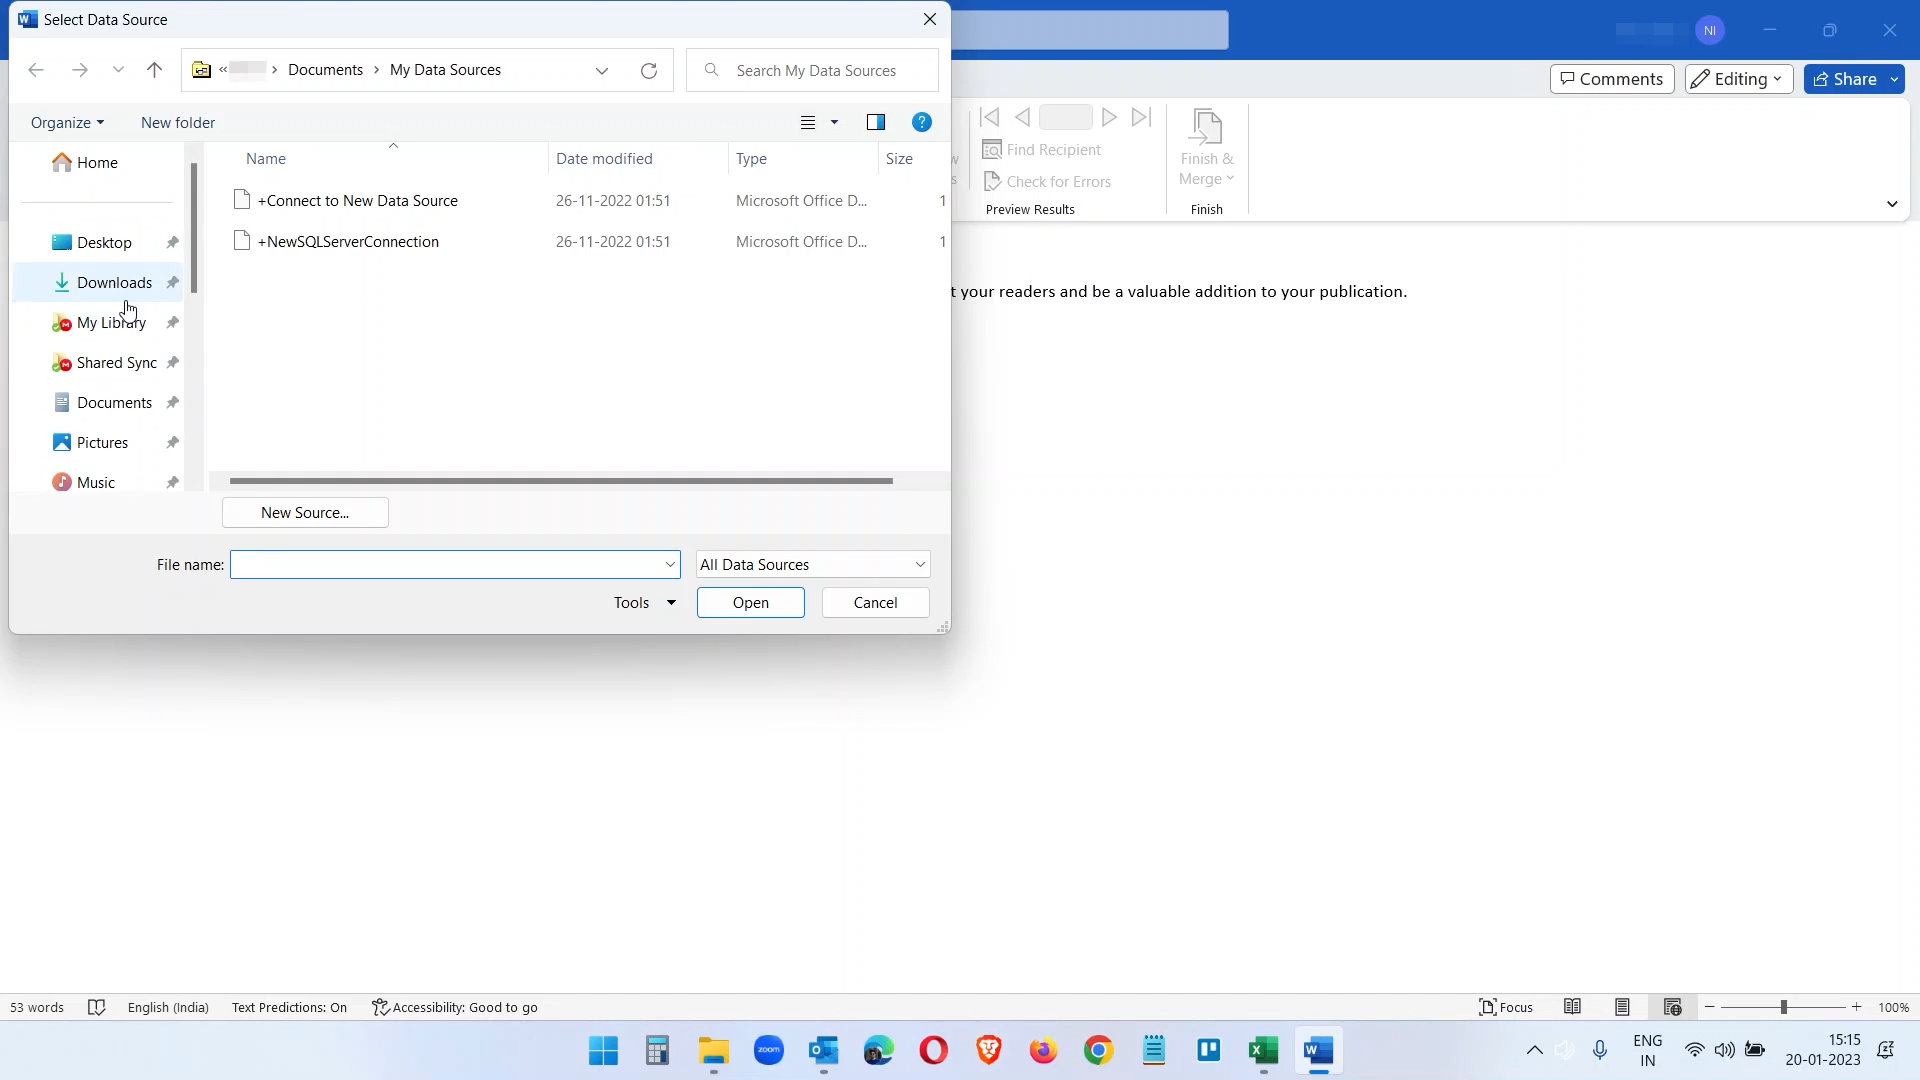 Select Data Source
NI
« › Documents › My Data Sources
Search My Data Sources
Comments
Editing
Share
Organize
New folder
Find Recipient
Check for Errors
Preview Results
Finish &
Merge
Finish
Home
Name
Date modified
Type
Size
+Connect to New Data Source
26-11-2022 01:51
Microsoft Office D...
1
+NewSQLServerConnection
26-11-2022 01:51
Microsoft Office D...
1
Desktop
Downloads
My Library
Shared Sync
Documents
Pictures
Music
t your readers and be a valuable addition to your publication.
New Source...
File name:
All Data Sources
Tools
Open
Cancel
53 words
English (India)
Text Predictions: On
Accessibility: Good to go
Focus
100%
zoom
ENG
IN
15:15
20-01-2023